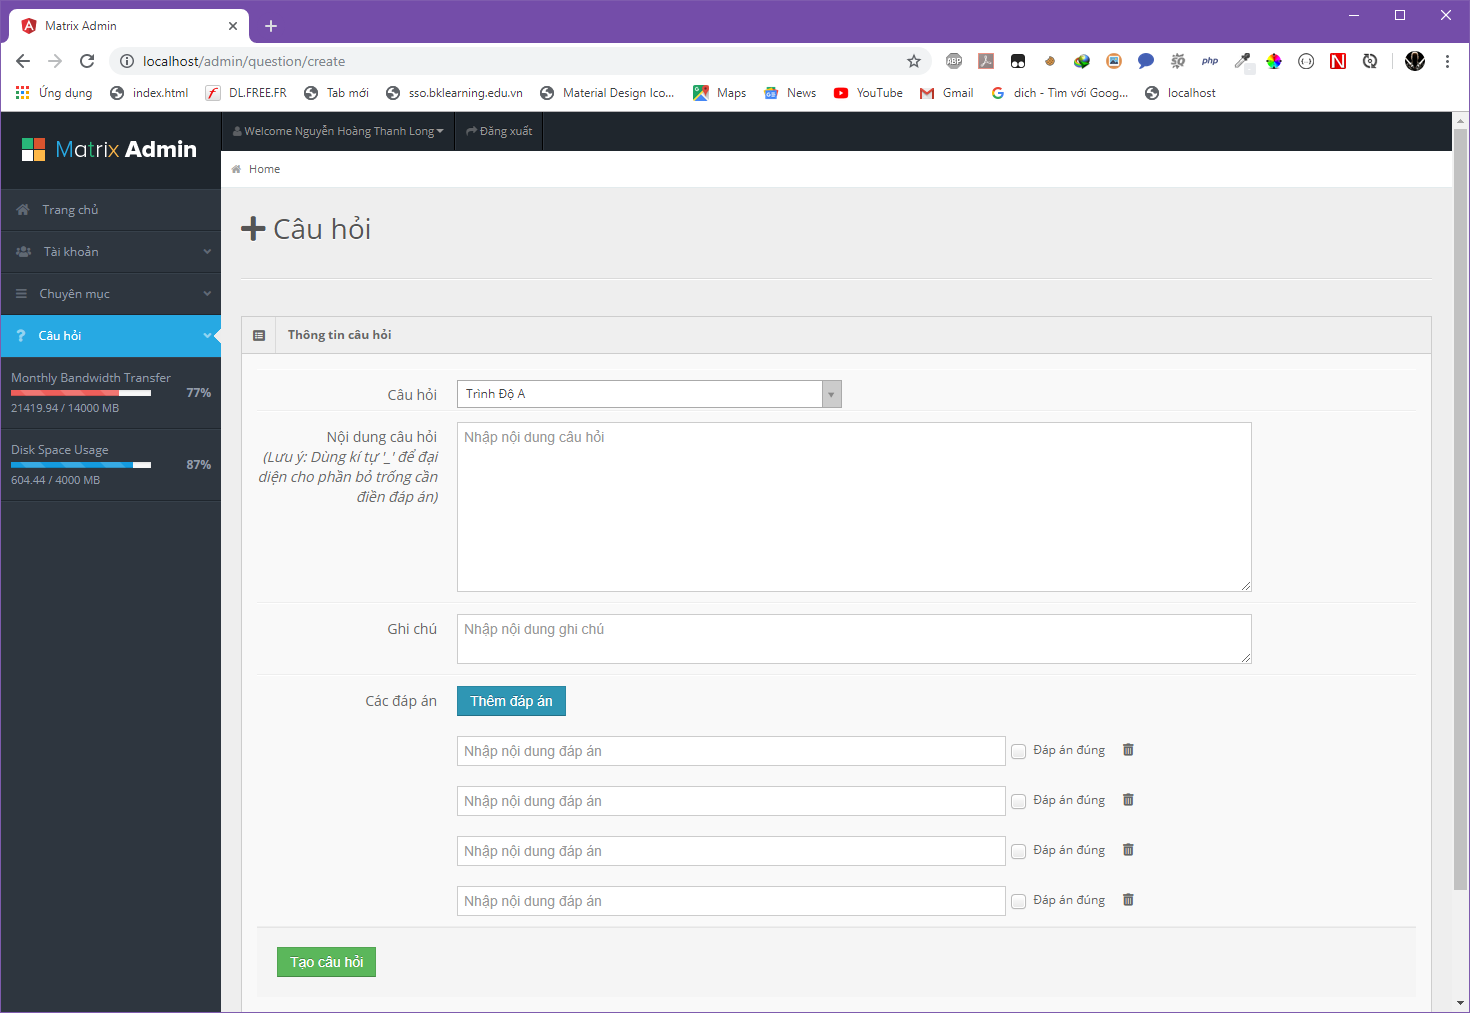 Matrix Admin
localhost/admin/question/create
ABP
php
Ứng dụng
index.html
DL.FREE.FR
Tab mới
sso.bklearning.edu.vn
Material Design Ico...
Maps
News
YouTube
Gmail
dich - Tìm với Goog...
localhost
Matrix Admin
Welcome Nguyễn Hoàng Thanh Long
Đăng xuất
Home
Trang chủ
Tài khoản
Chuyên mục
Câu hỏi
Monthly Bandwidth Transfer
77%
21419.94 / 14000 MB
Disk Space Usage
87%
604.44 / 4000 MB
Câu hỏi
Thông tin câu hỏi
Câu hỏi
Trình Độ A
Nội dung câu hỏi
(Lưu ý: Dùng kí tự '_' để đại
diện cho phần bỏ trống cần
điền đáp án)
Nhập nội dung câu hỏi
Ghi chú
Nhập nội dung ghi chú
Các đáp án
Thêm đáp án
Nhập nội dung đáp án
Đáp án đúng
Nhập nội dung đáp án
Đáp án đúng
Nhập nội dung đáp án
Đáp án đúng
Nhập nội dung đáp án
Đáp án đúng
Tạo câu hỏi